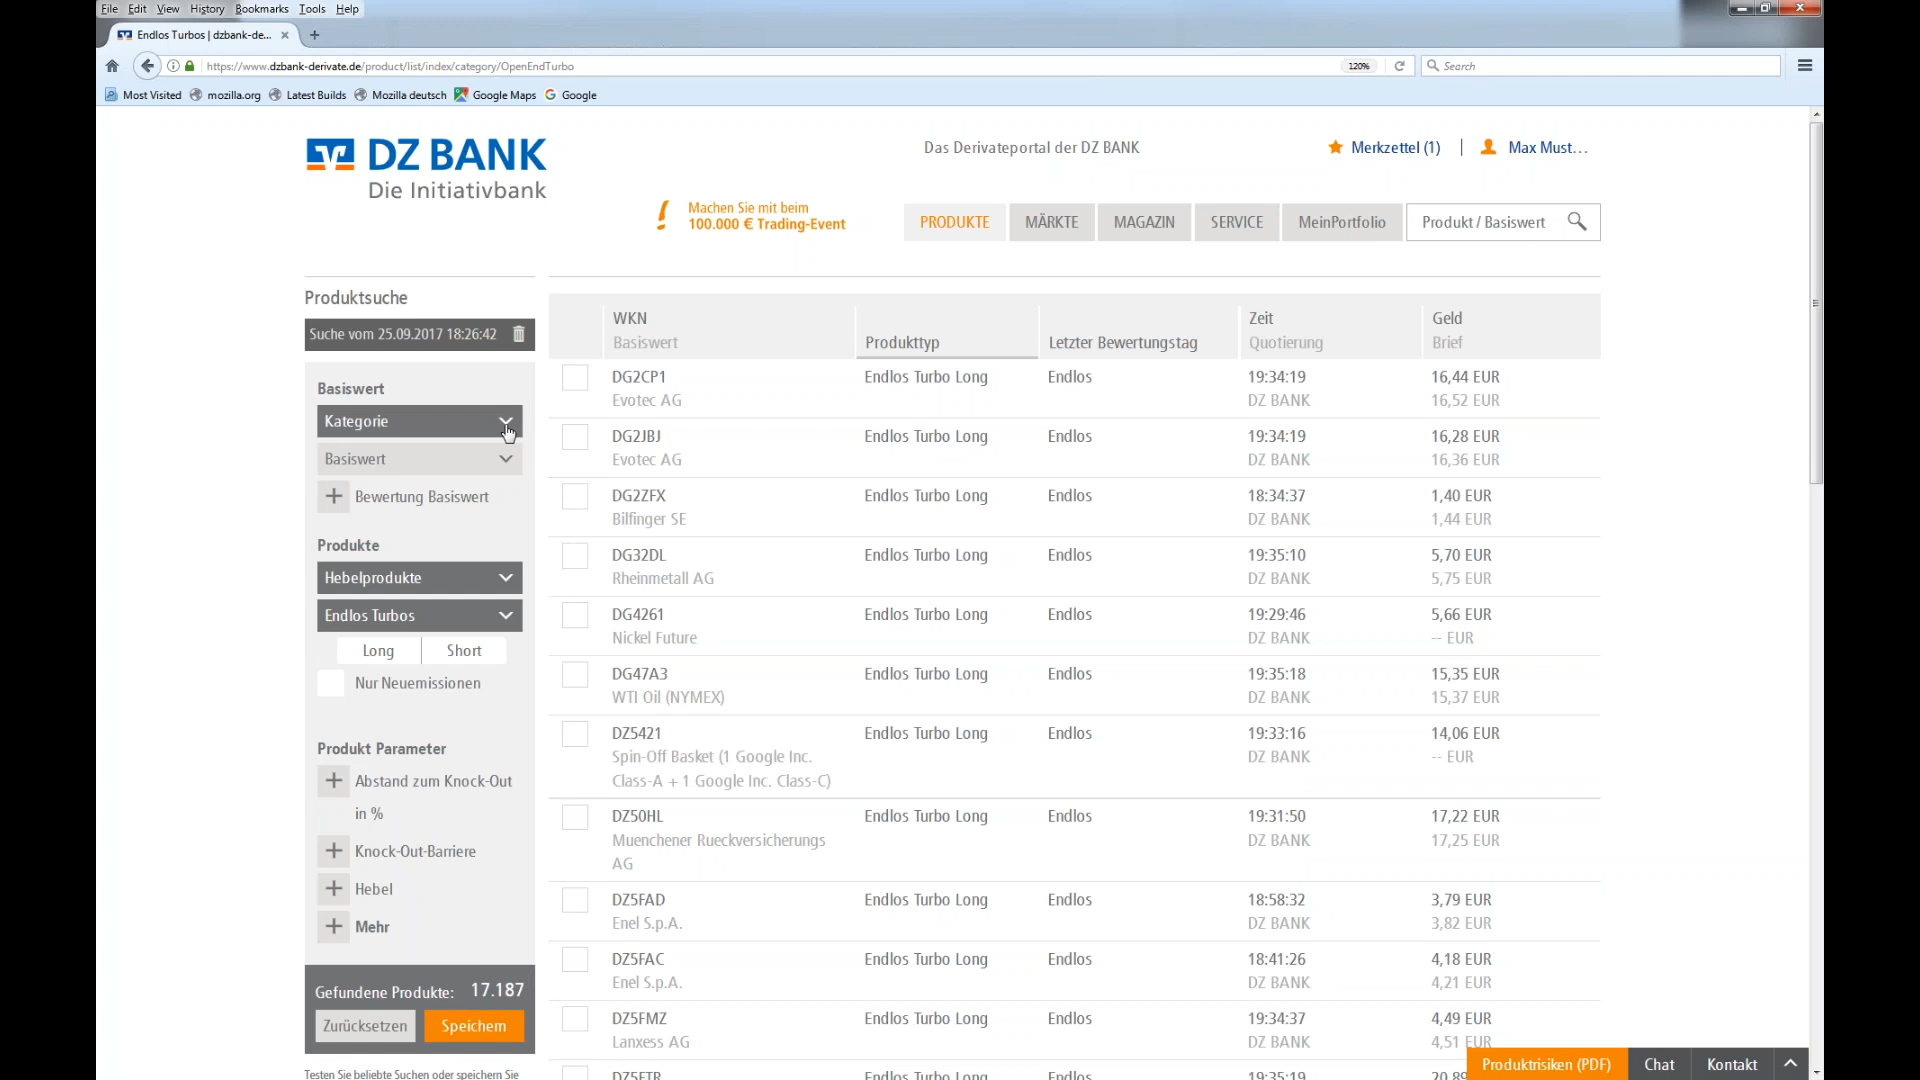 File Edit View History Bookmarks Tools Help
Endlos Turbos | dzbank-de...
https://www.dzbank-derivate.de/product/list/index/category/OpenEndTurbo
120%
Search
Most Visited mozilla.org Latest Builds Mozilla deutsch Google Maps Google
DZ BANK
Die Initiativbank
Das Derivateportal der DZ BANK
Merkzettel (1) | Max Must...
Machen Sie mit beim
100.000 € Trading-Event
PRODUKTE MÄRKTE MAGAZIN SERVICE MeinPortfolio Produkt / Basiswert
Produktsuche
Suche vom 25.09.2017 18:26:42
Basiswert
Kategorie
Basiswert
Bewertung Basiswert
Produkte
Hebelprodukte
Endlos Turbos
Long Short
Nur Neuemissionen
Produkt Parameter
Abstand zum Knock-Out
in %
Knock-Out-Barriere
Hebel
Mehr
Gefundene Produkte: 17.187
Zurücksetzen Speichern
Testen Sie beliebte Suchen oder speichern Sie
WKN Zeit Geld
Basiswert Produkttyp Letzter Bewertungstag Quotierung Brief
DG2CP1 Endlos Turbo Long Endlos 19:34:19 16,44 EUR
Evotec AG DZ BANK 16,52 EUR
DG2JBJ Endlos Turbo Long Endlos 19:34:19 16,28 EUR
Evotec AG DZ BANK 16,36 EUR
DG2ZFX Endlos Turbo Long Endlos 18:34:37 1,40 EUR
Bilfinger SE DZ BANK 1,44 EUR
DG32DL Endlos Turbo Long Endlos 19:35:10 5,70 EUR
Rheinmetall AG DZ BANK 5,75 EUR
DG4261 Endlos Turbo Long Endlos 19:29:46 5,66 EUR
Nickel Future DZ BANK -- EUR
DG47A3 Endlos Turbo Long Endlos 19:35:18 15,35 EUR
WTI Oil (NYMEX) DZ BANK 15,37 EUR
DZ5421 Endlos Turbo Long Endlos 19:33:16 14,06 EUR
Spin-Off Basket (1 Google Inc. DZ BANK -- EUR
Class-A + 1 Google Inc. Class-C)
DZ50HL Endlos Turbo Long Endlos 19:31:50 17,22 EUR
Muenchener Rueckversicherungs DZ BANK 17,25 EUR
AG
DZ5FAD Endlos Turbo Long Endlos 18:58:32 3,79 EUR
Enel S.p.A. DZ BANK 3,82 EUR
DZ5FAC Endlos Turbo Long Endlos 18:41:26 4,18 EUR
Enel S.p.A. DZ BANK 4,21 EUR
DZ5FMZ Endlos Turbo Long Endlos 19:34:37 4,49 EUR
Lanxess AG DZ BANK 4,51 EUR
DZ5FTR Endlos Turbo Long Endlos 19:35:19
Produktrisiken (PDF) Chat Kontakt